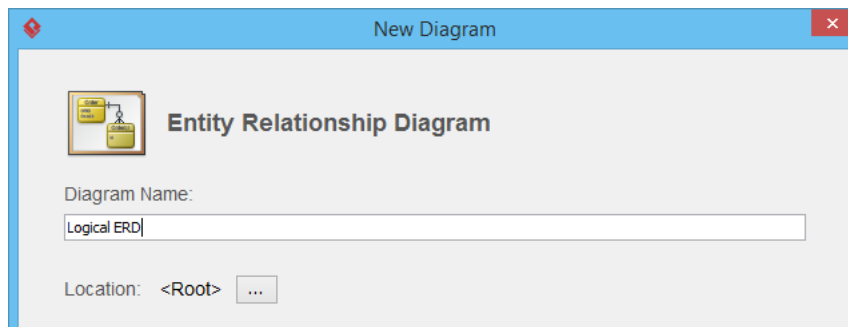 New Diagram
Entity Relationship Diagram
Diagram Name:
Logical ERD
Location: <Root> ...